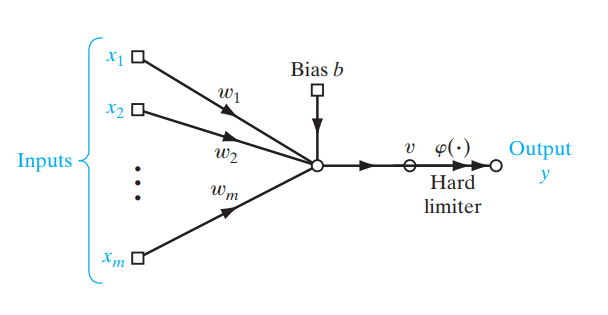 x1
Bias b
w1
x2
v φ(·) Output
Inputs
w2
y
Hard
wm
limiter
xm